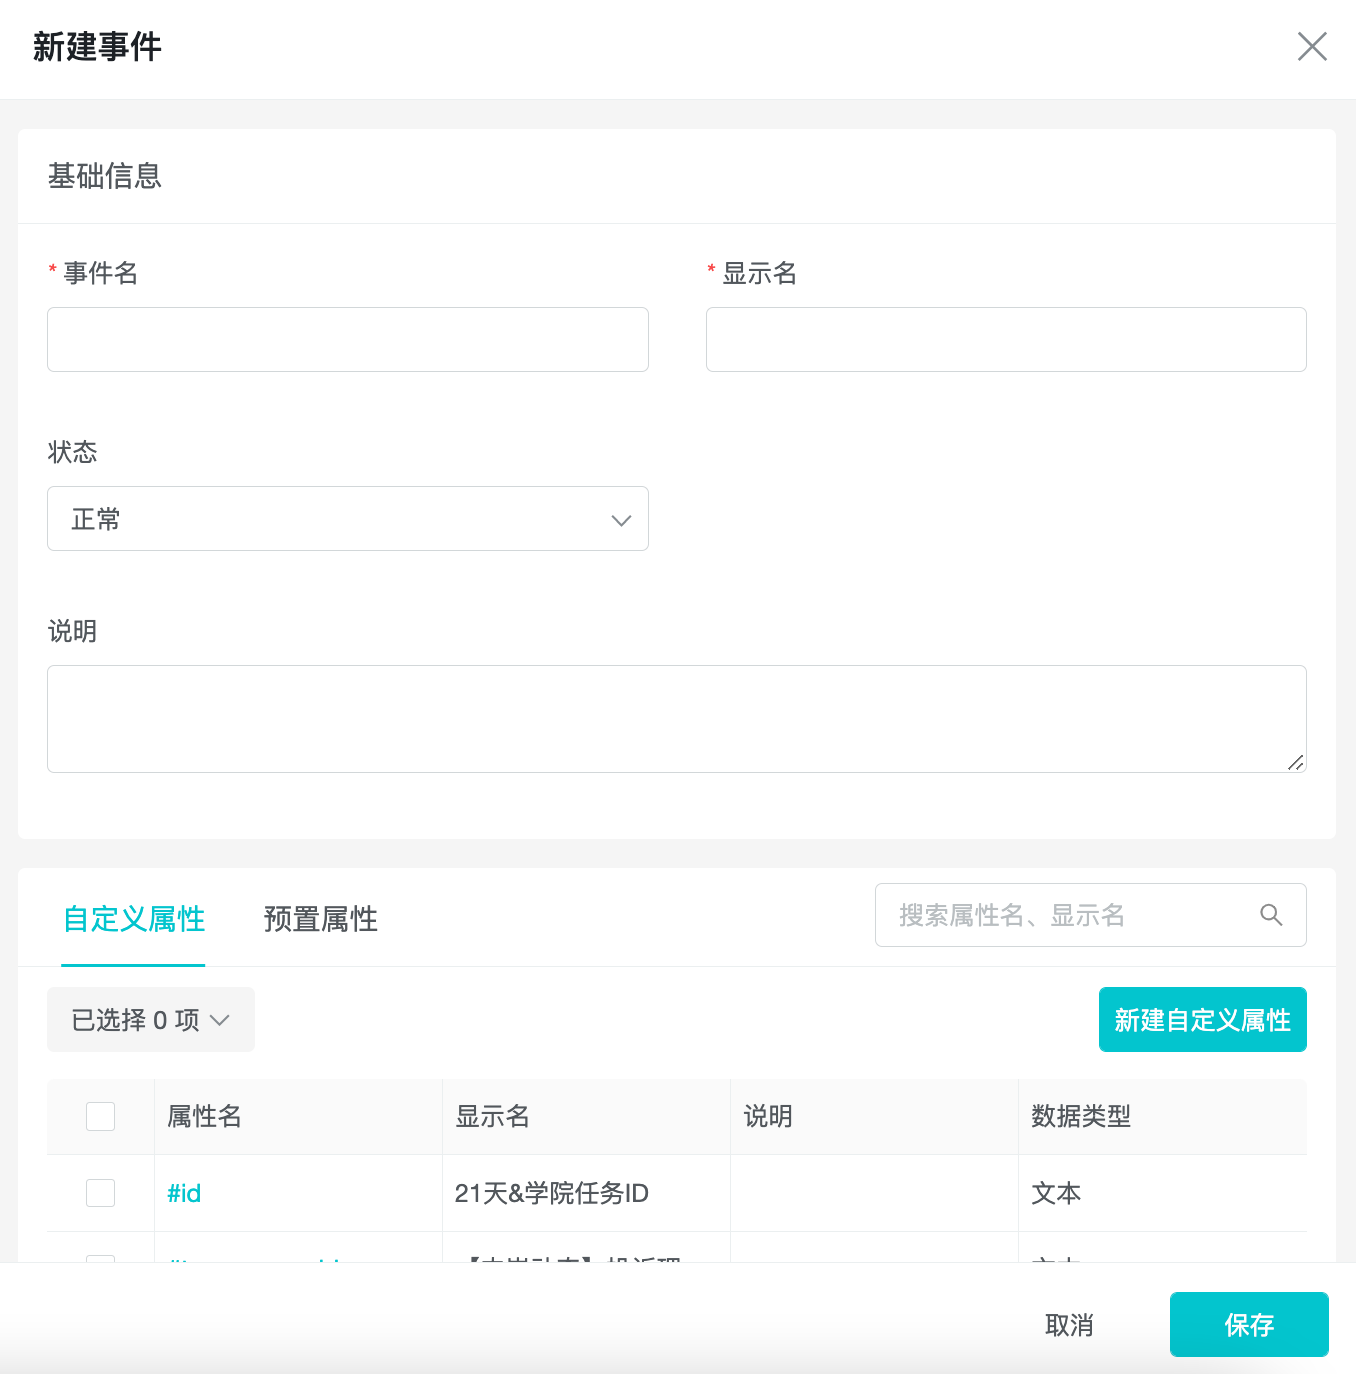 新建事件
基础信息
* 事件名
* 显示名
状态
正常
说明
自定义属性 预置属性 搜索属性名、显示名
已选择 0 项 新建自定义属性
属性名 显示名 说明 数据类型
#id 21天&学院任务ID 文本
取消 保存